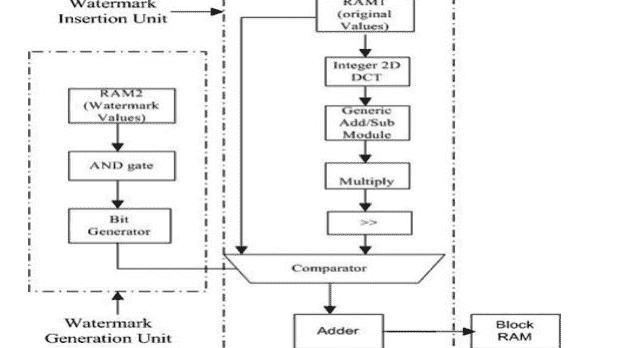 Watermark
Insertion Unit
RAM1
(original
Values)
Integer 2D
DCT
Generic
Add/Sub
Module
Multiply
>>
RAM2
(Watermark
Values)
AND gate
Bit
Generator
Comparator
Watermark
Generation Unit
Adder
Block
RAM